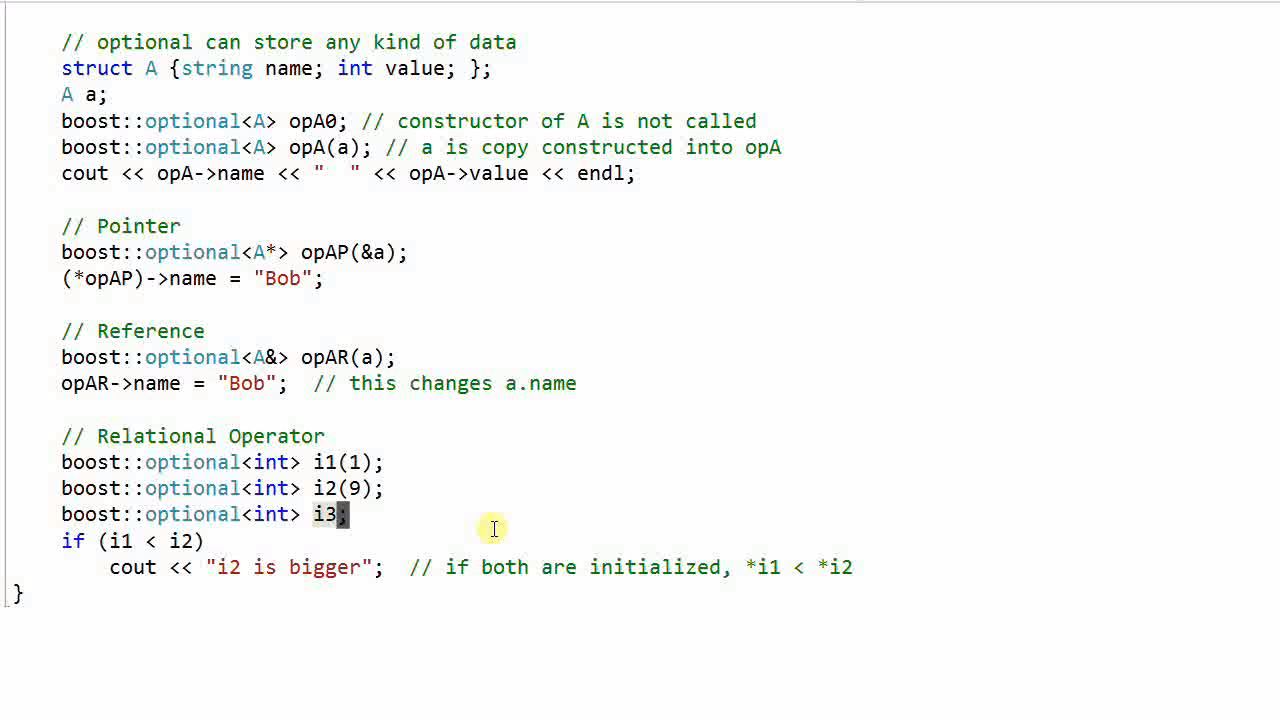 // optional can store any kind of data
struct A {string name; int value; };
A a;
boost::optional<A> opA0; // constructor of A is not called
boost::optional<A> opA(a); // a is copy constructed into opA
cout << opA->name << "  " << opA->value << endl;
// Pointer
boost::optional<A*> opAP(&a);
(*opAP)->name = "Bob";
// Reference
boost::optional<A&> opAR(a);
opAR->name = "Bob";  // this changes a.name
// Relational Operator
boost::optional<int> i1(1);
boost::optional<int> i2(9);
boost::optional<int> i3;
if (i1 < i2)
cout << "i2 is bigger";  // if both are initialized, *i1 < *i2
}